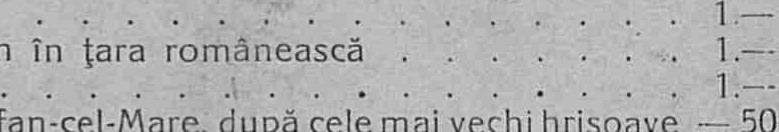 . . . . . . . . . . . . . . . . 1.—
în ţara românească . . . . . . . 1.—
. . . . . . . . . . . . . . . . 1.—
fan-cel-Mare, după cele mai vechi hrisoave — 50